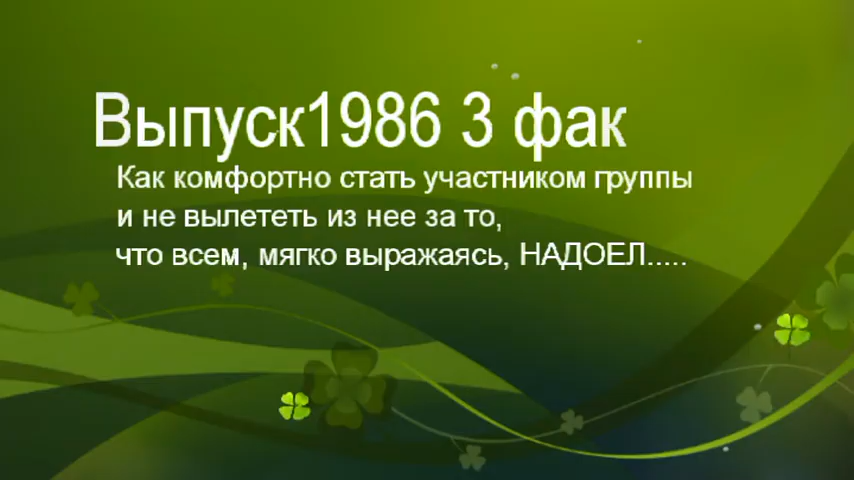 Выпуск1986 3 фак
Как комфортно стать участником группы
и не вылететь из нее за то,
что всем, мягко выражаясь, НАДОЕЛ.....